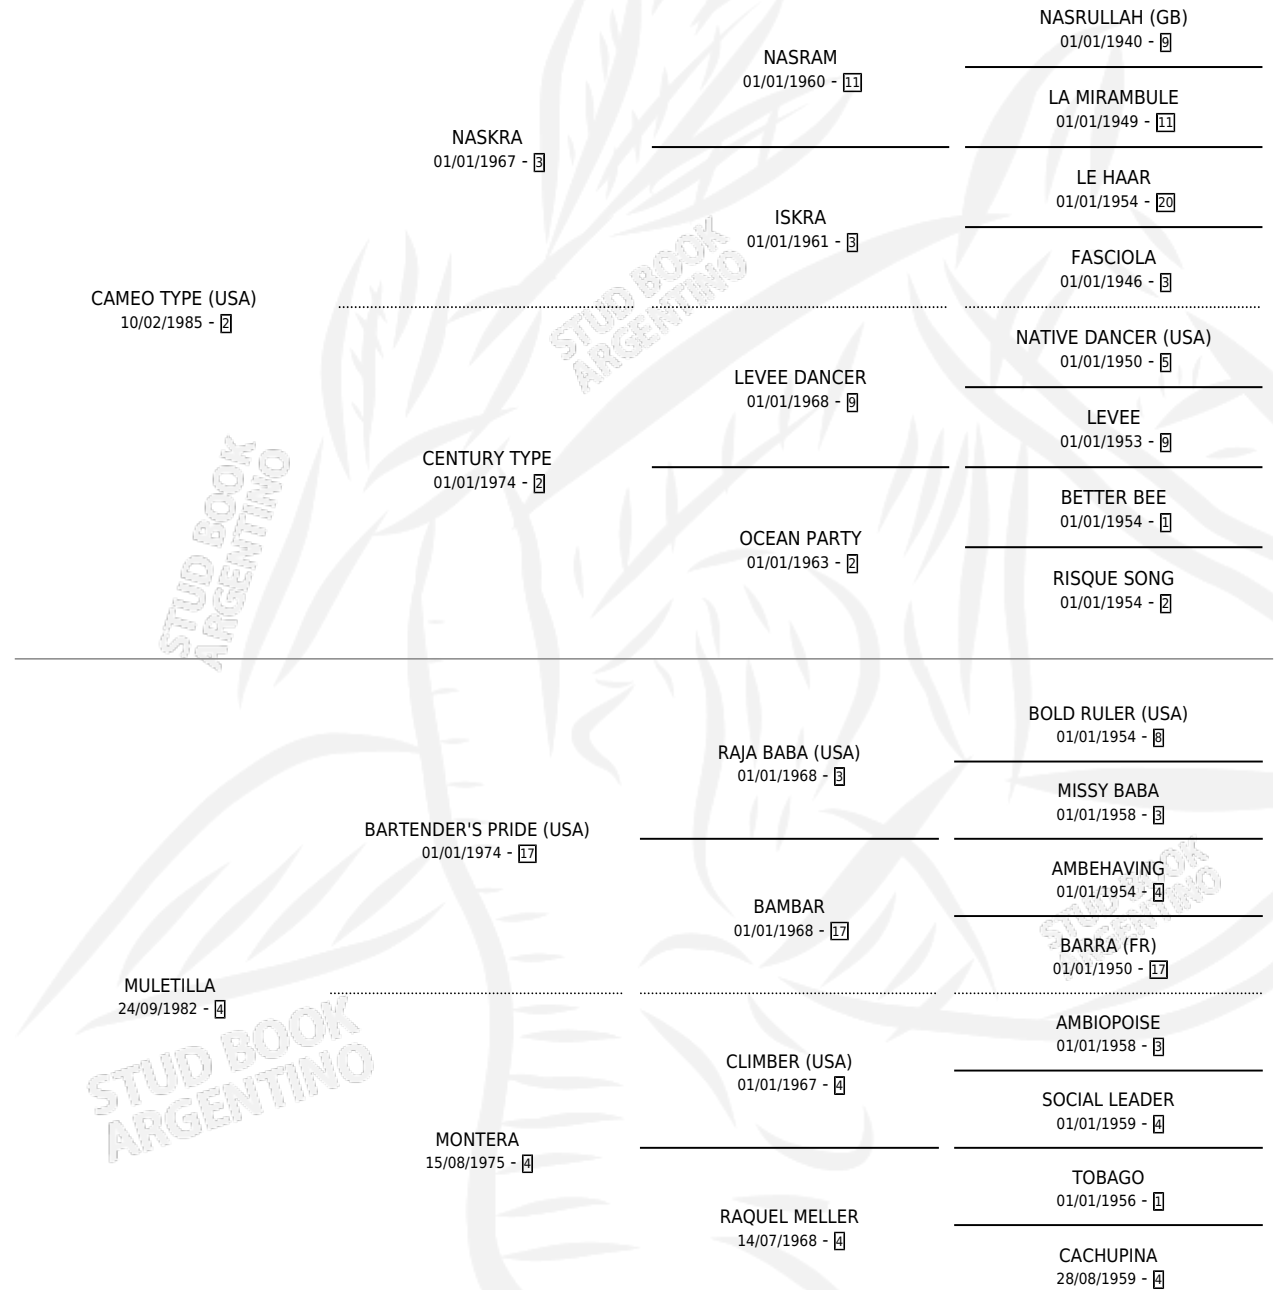 NASRULLAH (GB)
01/01/1940 - 9
NASRAM
01/01/1960 - 11
LA MIRAMBULE
01/01/1949 - 11
NASKRA
01/01/1967 - 3
LE HAAR
01/01/1954 - 20
ISKRA
01/01/1961 - 3
FASCIOLA
01/01/1946 - 3
CAMEO TYPE (USA)
10/02/1985 - 2
NATIVE DANCER (USA)
01/01/1950 - 5
LEVEE DANCER
01/01/1968 - 9
LEVEE
01/01/1953 - 9
CENTURY TYPE
01/01/1974 - 2
BETTER BEE
01/01/1954 - 1
OCEAN PARTY
01/01/1963 - 2
RISQUE SONG
01/01/1954 - 2
BOLD RULER (USA)
01/01/1954 - 8
RAJA BABA (USA)
01/01/1968 - 3
MISSY BABA
01/01/1958 - 3
BARTENDER'S PRIDE (USA)
01/01/1974 - 17
AMBEHAVING
01/01/1954 - 4
BAMBAR
01/01/1968 - 17
BARRA (FR)
01/01/1950 - 17
MULETILLA
24/09/1982 - 4
AMBIOPOISE
01/01/1958 - 3
CLIMBER (USA)
01/01/1967 - 4
SOCIAL LEADER
01/01/1959 - 4
MONTERA
15/08/1975 - 4
TOBAGO
01/01/1956 - 1
RAQUEL MELLER
14/07/1968 - 4
CACHUPINA
28/08/1959 - 4
STUD BOOK
ARGENTINO
STUD BOOK
ARGENTINO
STUD BOOK
ARGENTINO
STUD BOOK
ARGENTINO